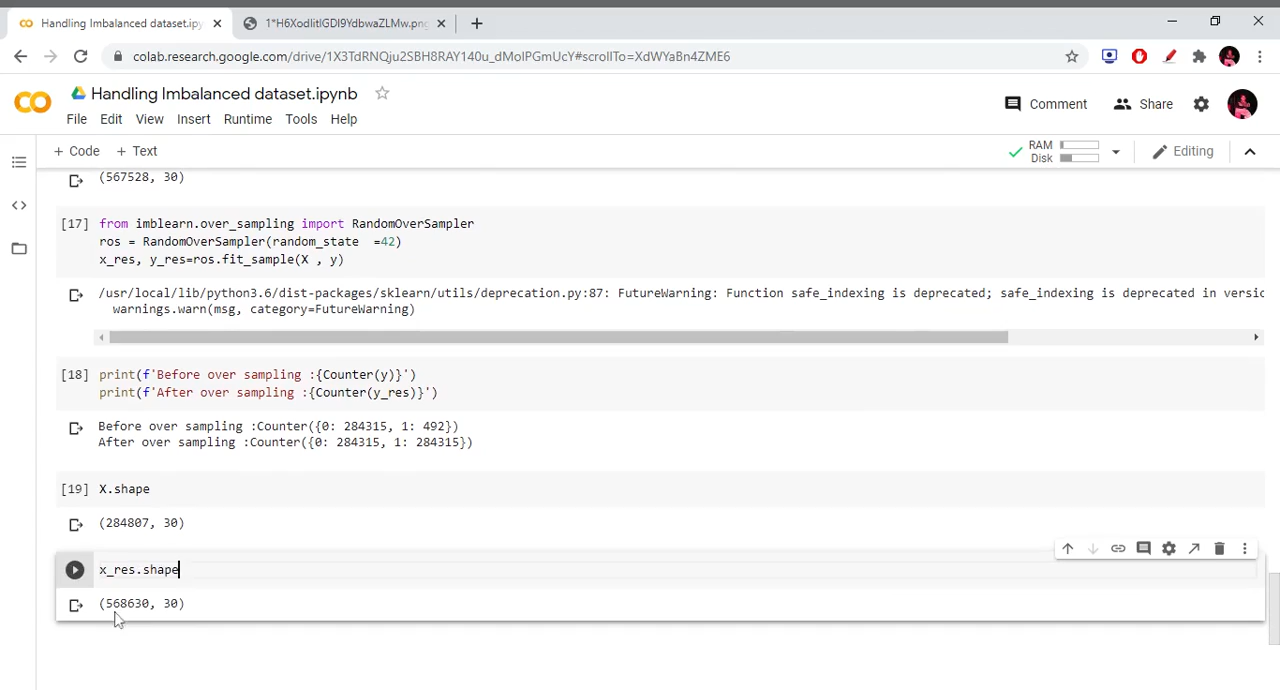 Handling Imbalanced dataset.ipy
1*H6XodIitlGDl9YdbwaZLMw.png
colab.research.google.com/drive/1X3TdRNQju2SBH8RAY140u_dMoIPGmUcY#scrollTo=XdWYaBn4ZME6
Handling Imbalanced dataset.ipynb
Comment
Share
File Edit View Insert Runtime Tools Help
+ Code + Text
RAM
Disk
Editing
(567528, 30)
[17] from imblearn.over_sampling import RandomOverSampler
ros = RandomOverSampler(random_state =42)
x_res, y_res=ros.fit_sample(X , y)
/usr/local/lib/python3.6/dist-packages/sklearn/utils/deprecation.py:87: FutureWarning: Function safe_indexing is deprecated; safe_indexing is deprecated in versic
warnings.warn(msg, category=FutureWarning)
[18] print(f'Before over sampling :{Counter(y)}')
print(f'After over sampling :{Counter(y_res)}')
Before over sampling :Counter({0: 284315, 1: 492})
After over sampling :Counter({0: 284315, 1: 284315})
[19] X.shape
(284807, 30)
x_res.shape
(568630, 30)